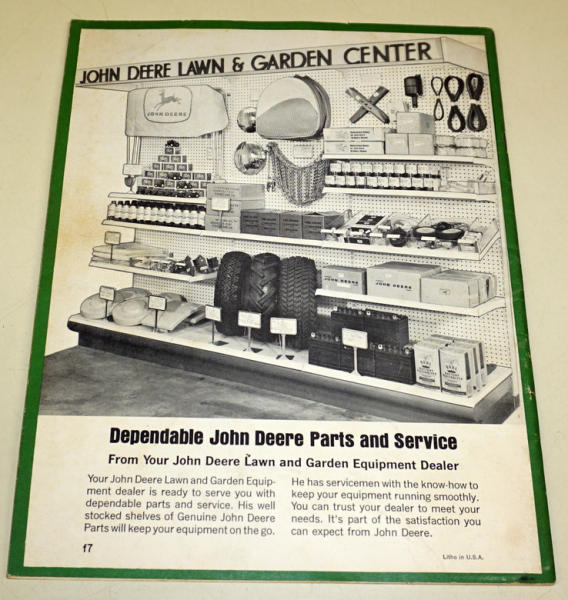 JOHN DEERE LAWN & GARDEN CENTER
JOHN DEERE
JOHN DEERE
Dependable John Deere Parts and Service
From Your John Deere Lawn and Garden Equipment Dealer
Your John Deere Lawn and Garden Equip-
ment dealer is ready to serve you with
dependable parts and service. His well
stocked shelves of Genuine John Deere
Parts will keep your equipment on the go.
He has servicemen with the know-how to
keep your equipment running smoothly.
You can trust your dealer to meet your
needs. It's part of the satisfaction you
can expect from John Deere.
17
Litho in U.S.A.